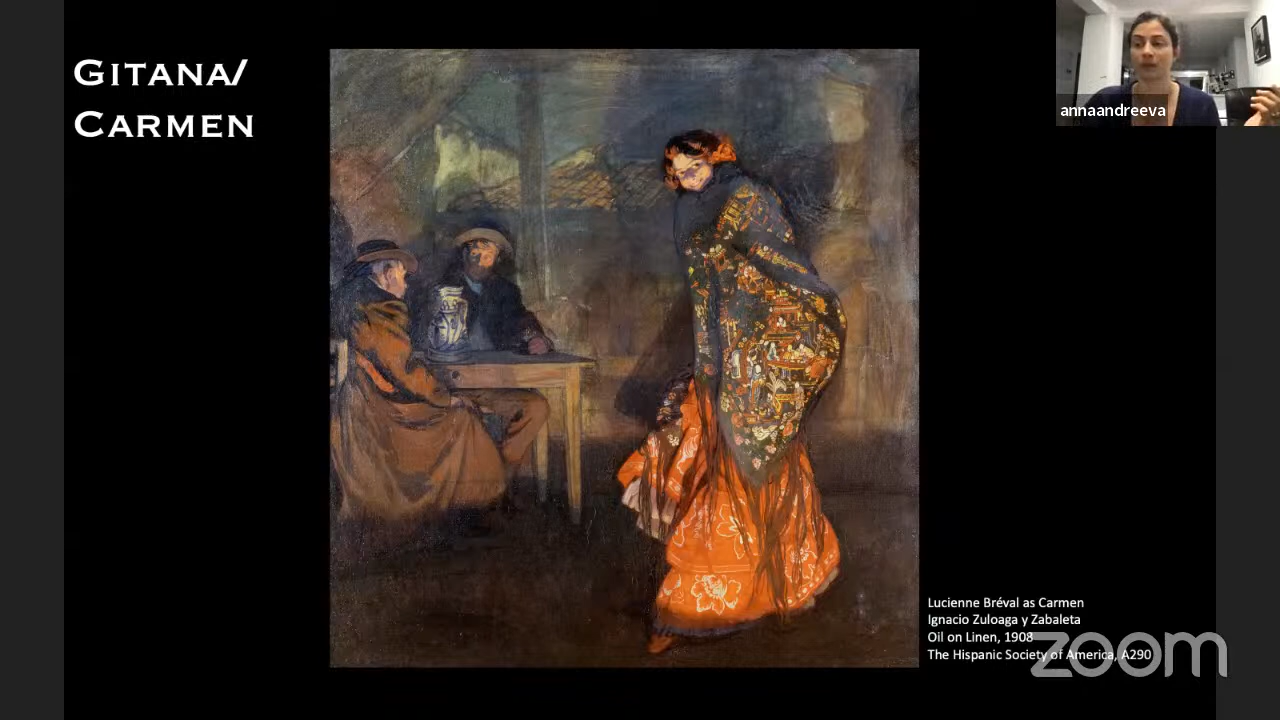 GITANA/
CARMEN
annaandreeva
Lucienne Bréval as Carmen
Ignacio Zuloaga y Zabaleta
Oil on Linen, 1908
The Hispanic Society of America, A290
zoom